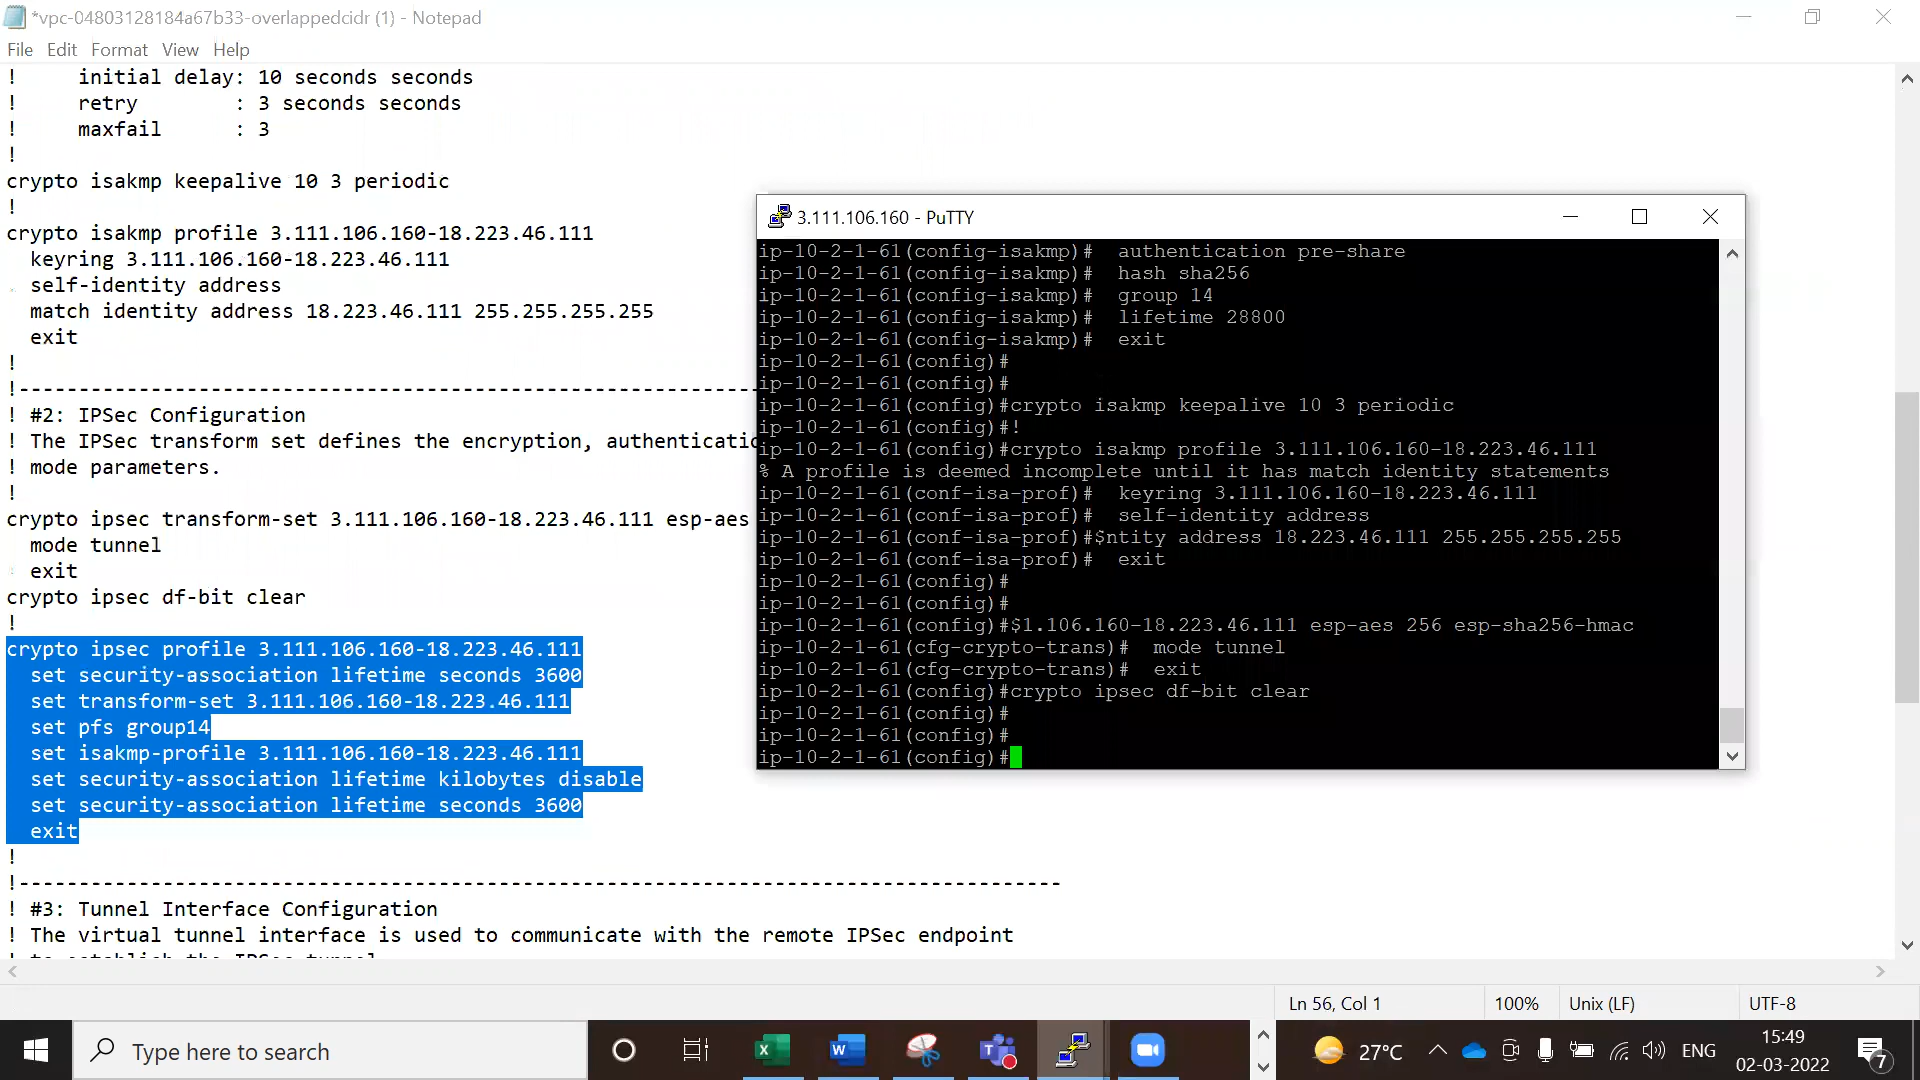 *vpc-04803128184a67b33-overlappedcidr (1) - Notepad
File Edit Format View Help
!     initial delay: 10 seconds seconds
!     retry        : 3 seconds seconds
!     maxfail      : 3
!
crypto isakmp keepalive 10 3 periodic
!
crypto isakmp profile 3.111.106.160-18.223.46.111
  keyring 3.111.106.160-18.223.46.111
  self-identity address
  match identity address 18.223.46.111 255.255.255.255
  exit
!
!---------------------------------------------------------------
! #2: IPSec Configuration
! The IPSec transform set defines the encryption, authenticatio
! mode parameters.
!
crypto ipsec transform-set 3.111.106.160-18.223.46.111 esp-aes
  mode tunnel
  exit
crypto ipsec df-bit clear
!
crypto ipsec profile 3.111.106.160-18.223.46.111
  set security-association lifetime seconds 3600
  set transform-set 3.111.106.160-18.223.46.111
  set pfs group14
  set isakmp-profile 3.111.106.160-18.223.46.111
  set security-association lifetime kilobytes disable
  set security-association lifetime seconds 3600
  exit
!
!---------------------------------------------------------------------------------------
! #3: Tunnel Interface Configuration
! The virtual tunnel interface is used to communicate with the remote IPSec endpoint
! to establish the IPSec tunnel
3.111.106.160 - PuTTY
ip-10-2-1-61(config-isakmp)#  authentication pre-share
ip-10-2-1-61(config-isakmp)#  hash sha256
ip-10-2-1-61(config-isakmp)#  group 14
ip-10-2-1-61(config-isakmp)#  lifetime 28800
ip-10-2-1-61(config-isakmp)#  exit
ip-10-2-1-61(config)#
ip-10-2-1-61(config)#
ip-10-2-1-61(config)#crypto isakmp keepalive 10 3 periodic
ip-10-2-1-61(config)#!
ip-10-2-1-61(config)#crypto isakmp profile 3.111.106.160-18.223.46.111
% A profile is deemed incomplete until it has match identity statements
ip-10-2-1-61(conf-isa-prof)#  keyring 3.111.106.160-18.223.46.111
ip-10-2-1-61(conf-isa-prof)#  self-identity address
ip-10-2-1-61(conf-isa-prof)#$ntity address 18.223.46.111 255.255.255.255
ip-10-2-1-61(conf-isa-prof)#  exit
ip-10-2-1-61(config)#
ip-10-2-1-61(config)#
ip-10-2-1-61(config)#$1.106.160-18.223.46.111 esp-aes 256 esp-sha256-hmac
ip-10-2-1-61(cfg-crypto-trans)#  mode tunnel
ip-10-2-1-61(cfg-crypto-trans)#  exit
ip-10-2-1-61(config)#crypto ipsec df-bit clear
ip-10-2-1-61(config)#
ip-10-2-1-61(config)#
ip-10-2-1-61(config)#
Ln 56, Col 1
100%
Unix (LF)
UTF-8
Type here to search
27°C
ENG
15:49
02-03-2022
7